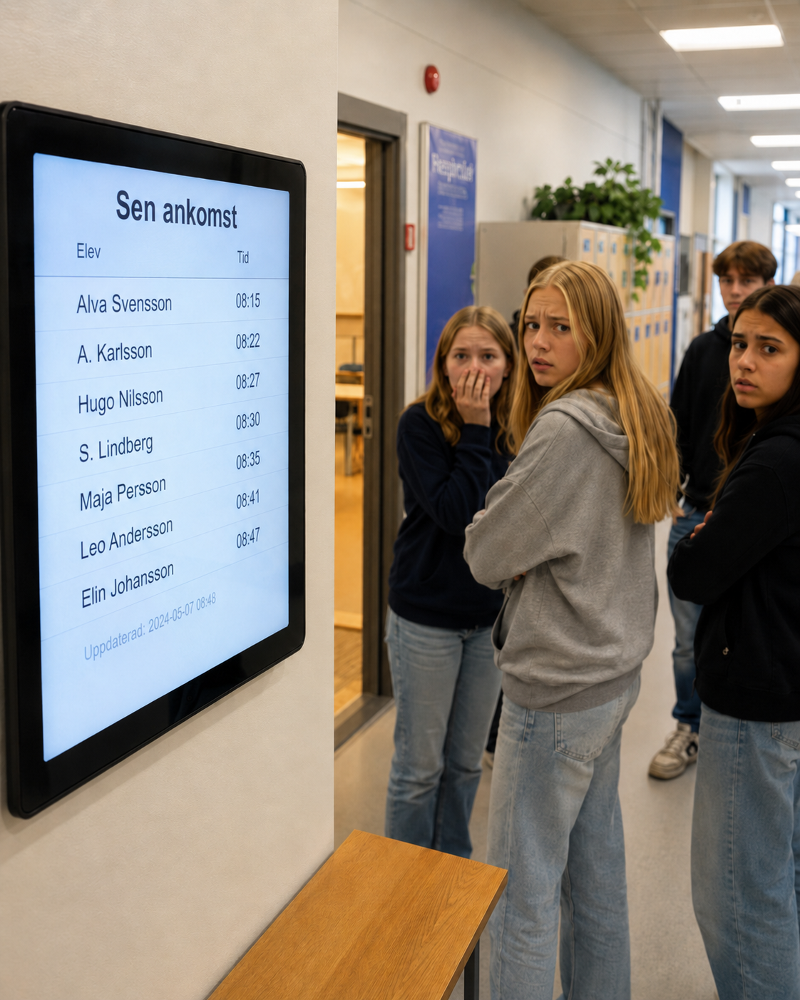 Sen ankomst
Elev Tid
Alva Svensson 08:15
A. Karlsson 08:22
Hugo Nilsson 08:27
S. Lindberg 08:30
Maja Persson 08:35
Leo Andersson 08:41
Elin Johansson 08:47
Uppdaterad: 2024-05-07 08:48